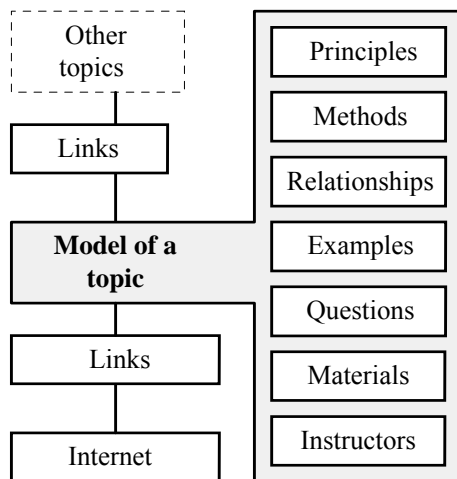 Other
topics
Links
Model of a
topic
Links
Internet
Principles
Methods
Relationships
Examples
Questions
Materials
Instructors